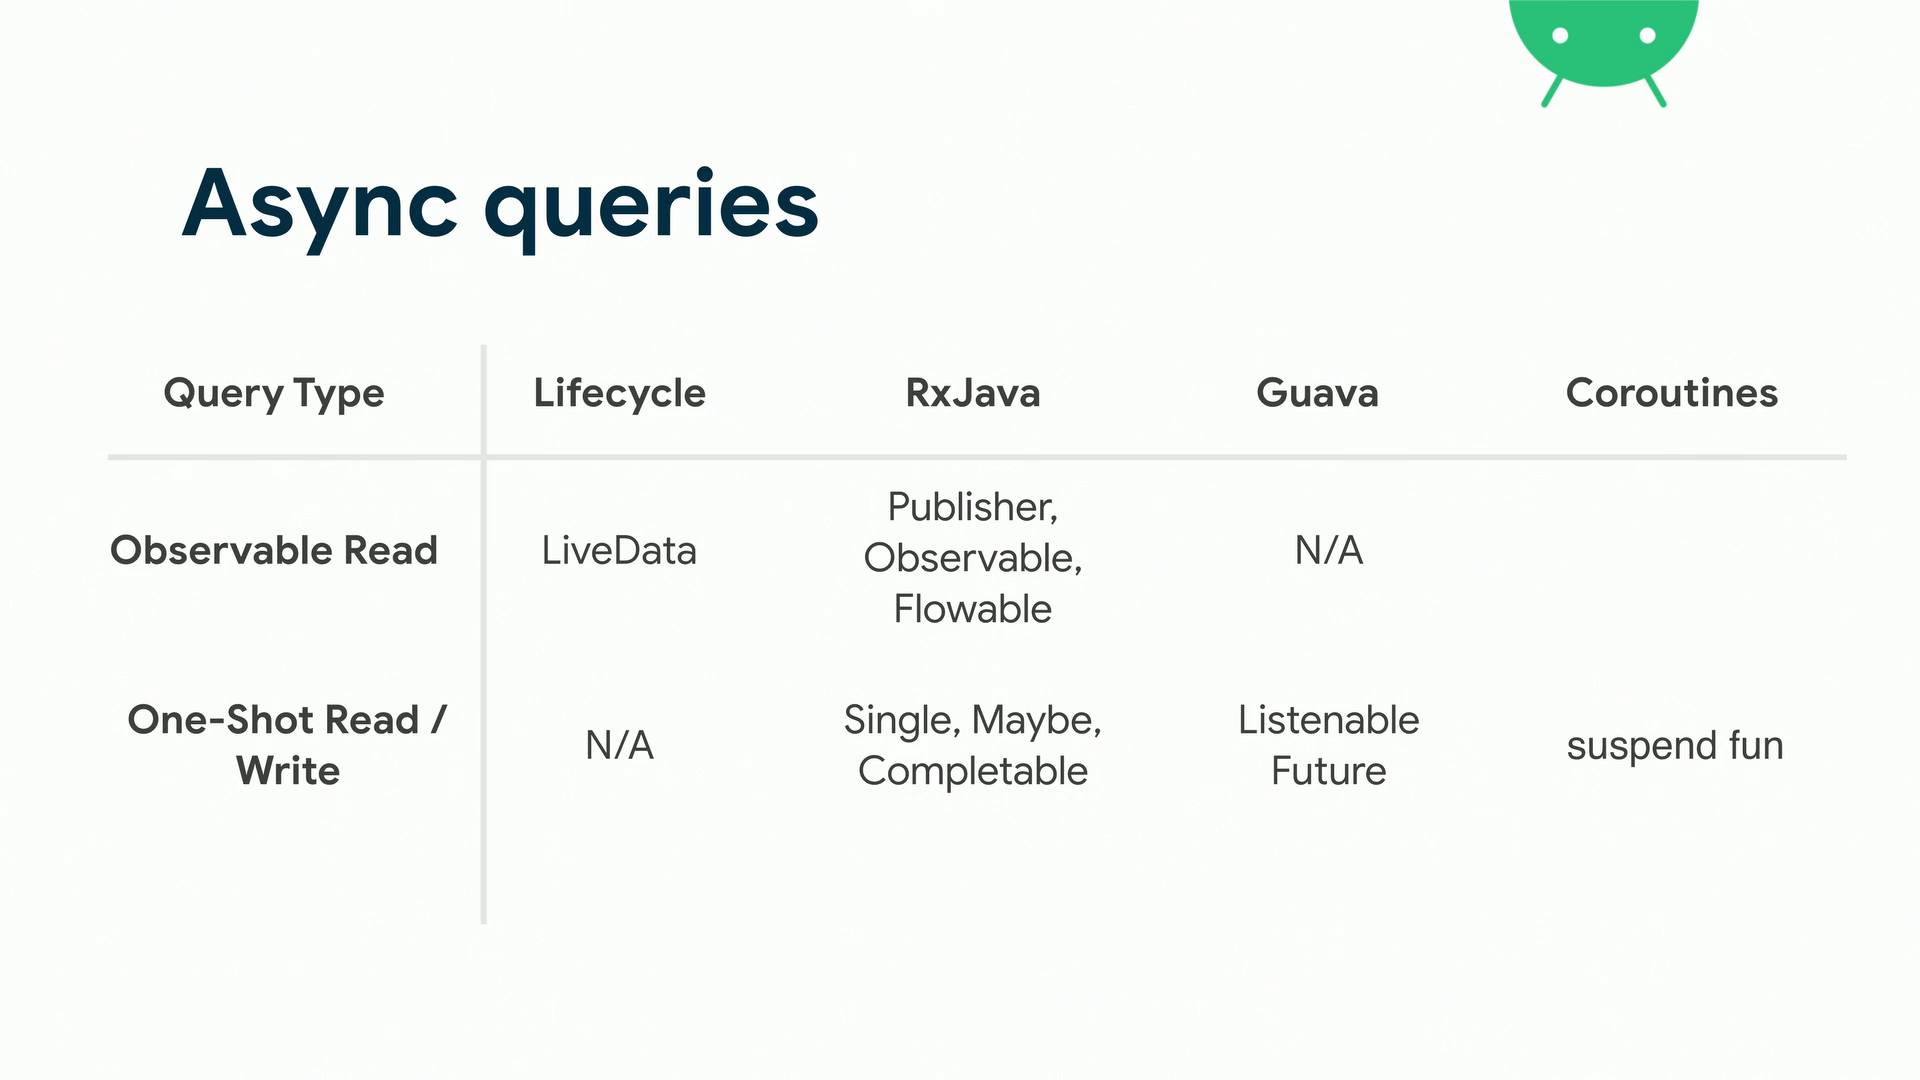 Async queries
Query Type Lifecycle RxJava Guava Coroutines
Observable Read LiveData Publisher, Observable, Flowable N/A
One-Shot Read / Write N/A Single, Maybe, Completable Listenable Future suspend fun